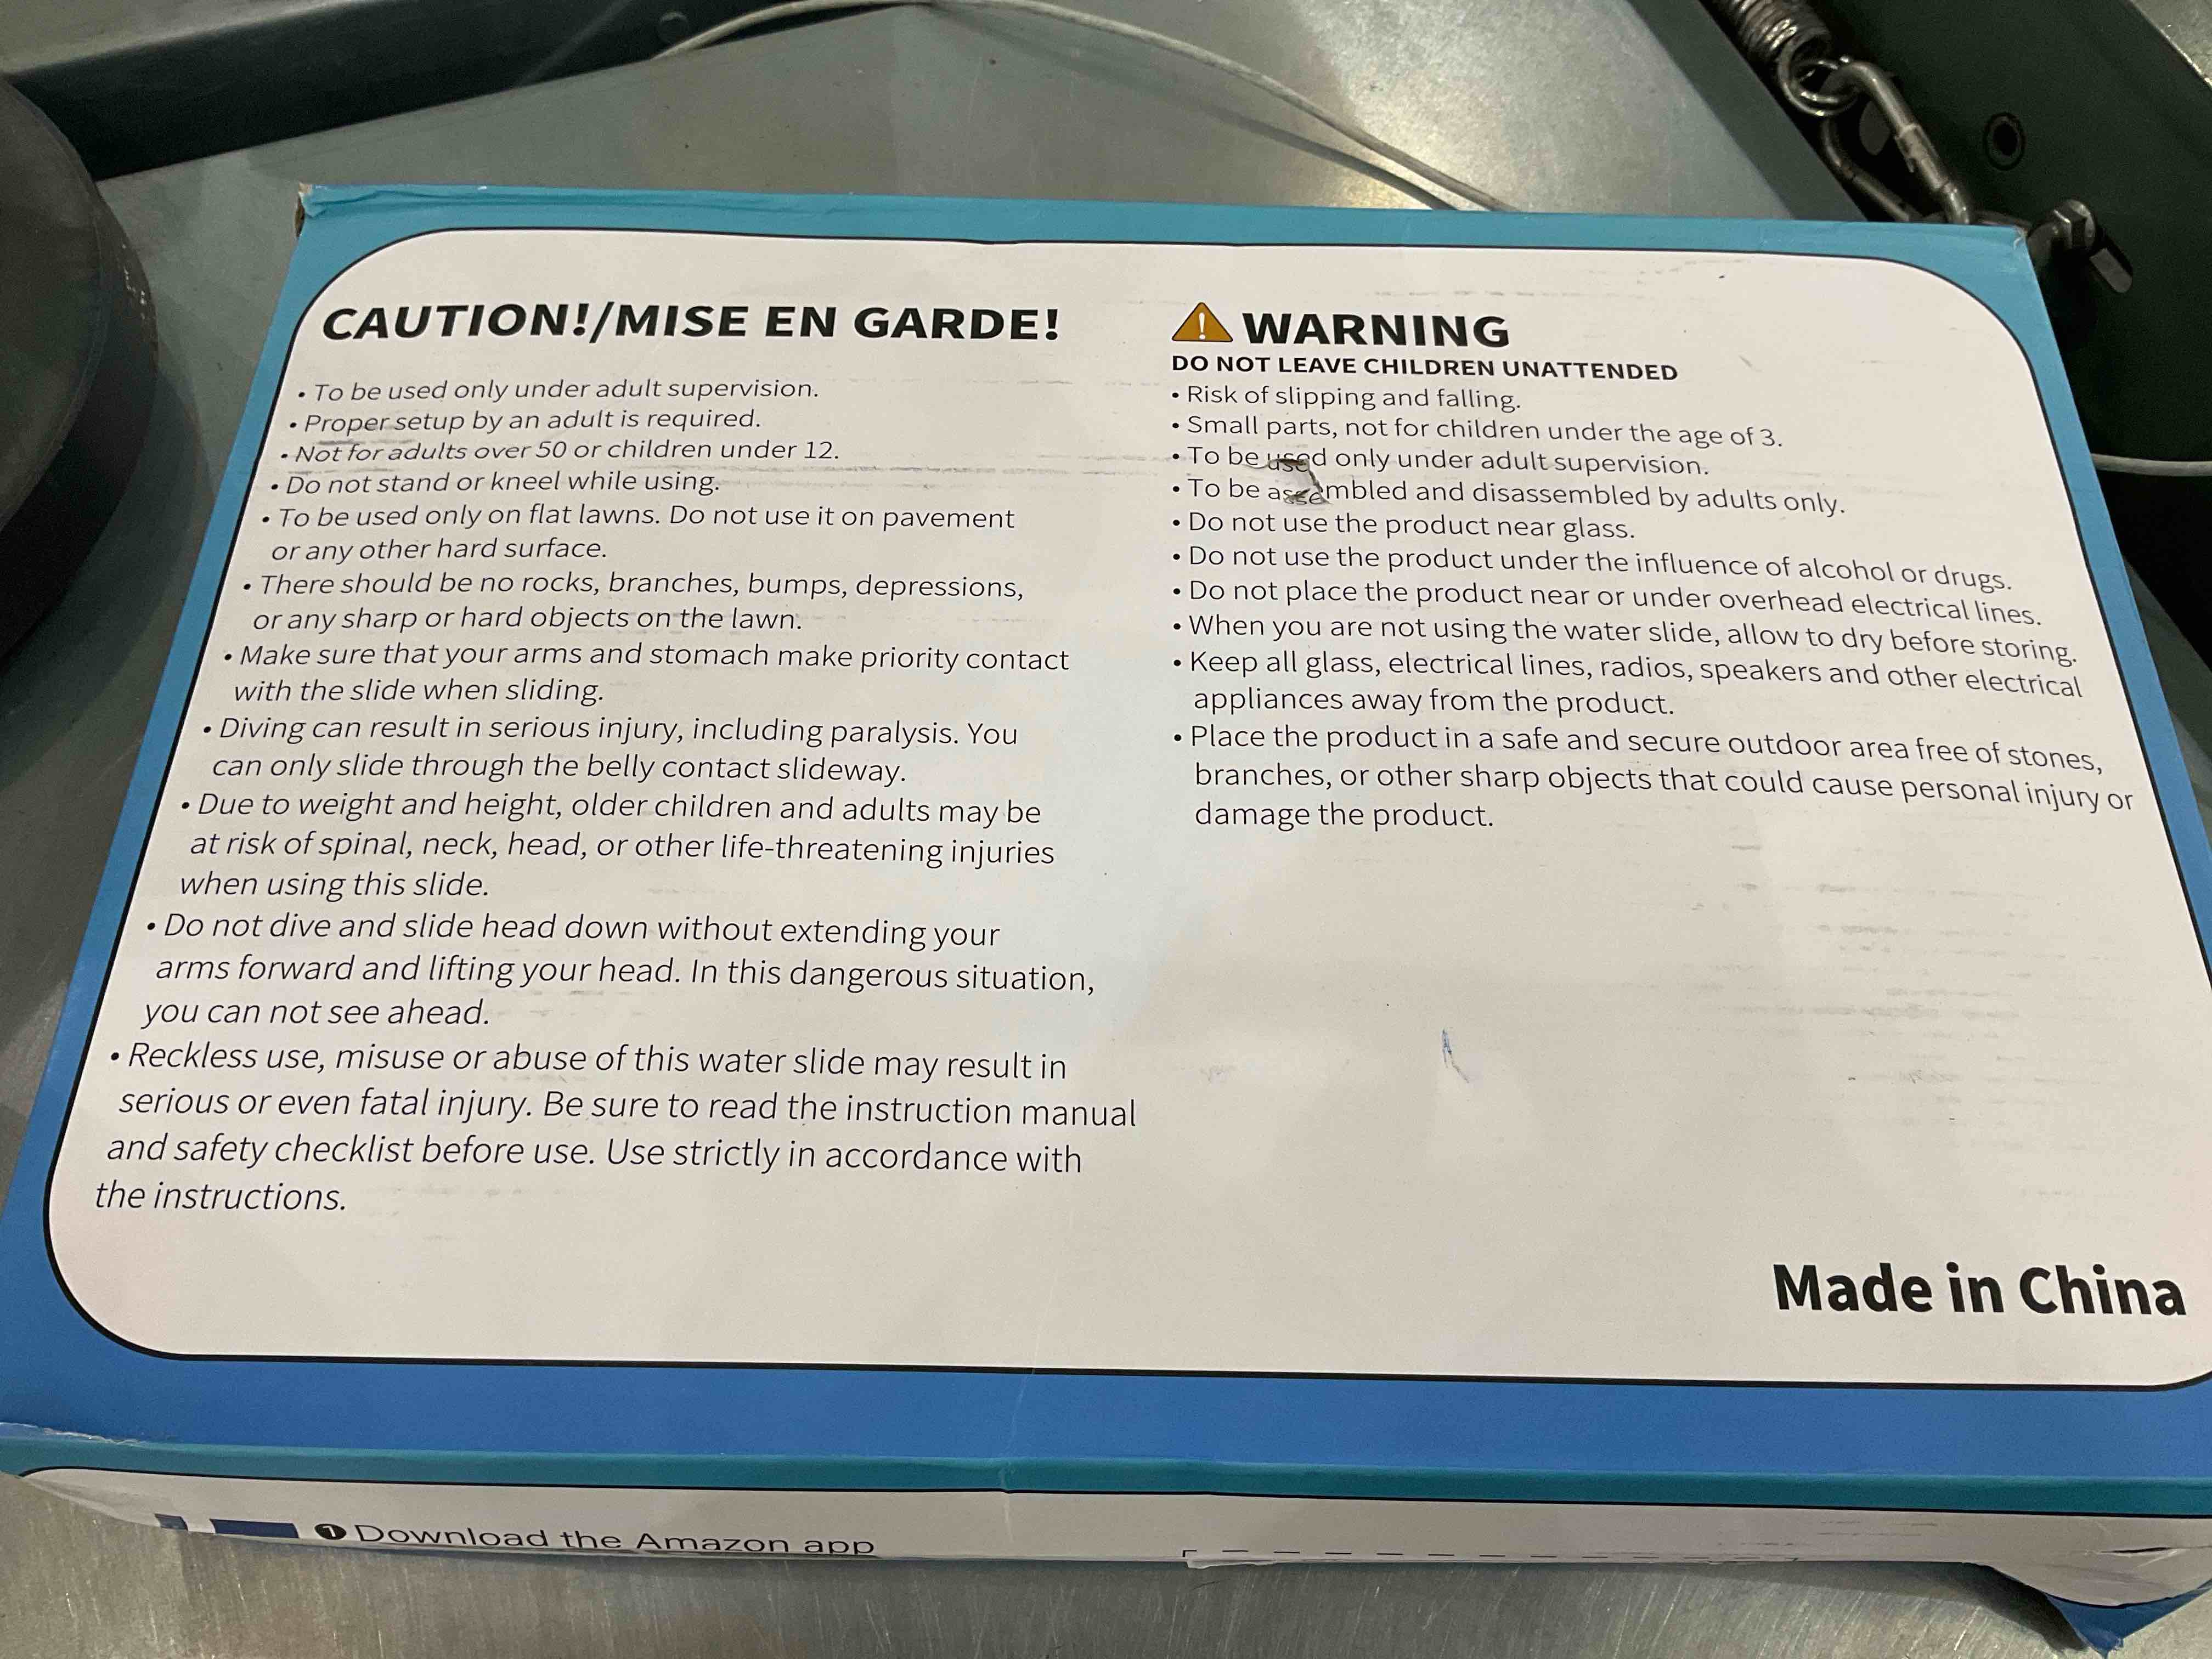 CAUTION!/MISE EN GARDE!
• To be used only under adult supervision.
• Proper setup by an adult is required.
• Not for adults over 50 or children under 12.
• Do not stand or kneel while using.
• To be used only on flat lawns. Do not use it on pavement
or any other hard surface.
• There should be no rocks, branches, bumps, depressions,
or any sharp or hard objects on the lawn.
• Make sure that your arms and stomach make priority contact
with the slide when sliding.
• Diving can result in serious injury, including paralysis. You
can only slide through the belly contact slideway.
• Due to weight and height, older children and adults may be
at risk of spinal, neck, head, or other life-threatening injuries
when using this slide.
• Do not dive and slide head down without extending your
arms forward and lifting your head. In this dangerous situation,
you can not see ahead.
• Reckless use, misuse or abuse of this water slide may result in
serious or even fatal injury. Be sure to read the instruction manual
and safety checklist before use. Use strictly in accordance with
the instructions.
WARNING
DO NOT LEAVE CHILDREN UNATTENDED
• Risk of slipping and falling.
• Small parts, not for children under the age of 3.
• To be used only under adult supervision.
• To be assembled and disassembled by adults only.
• Do not use the product near glass.
• Do not use the product under the influence of alcohol or drugs.
• Do not place the product near or under overhead electrical lines.
• When you are not using the water slide, allow to dry before storing.
• Keep all glass, electrical lines, radios, speakers and other electrical
appliances away from the product.
• Place the product in a safe and secure outdoor area free of stones,
branches, or other sharp objects that could cause personal injury or
damage the product.
Made in China
❶ Download the Amazon app